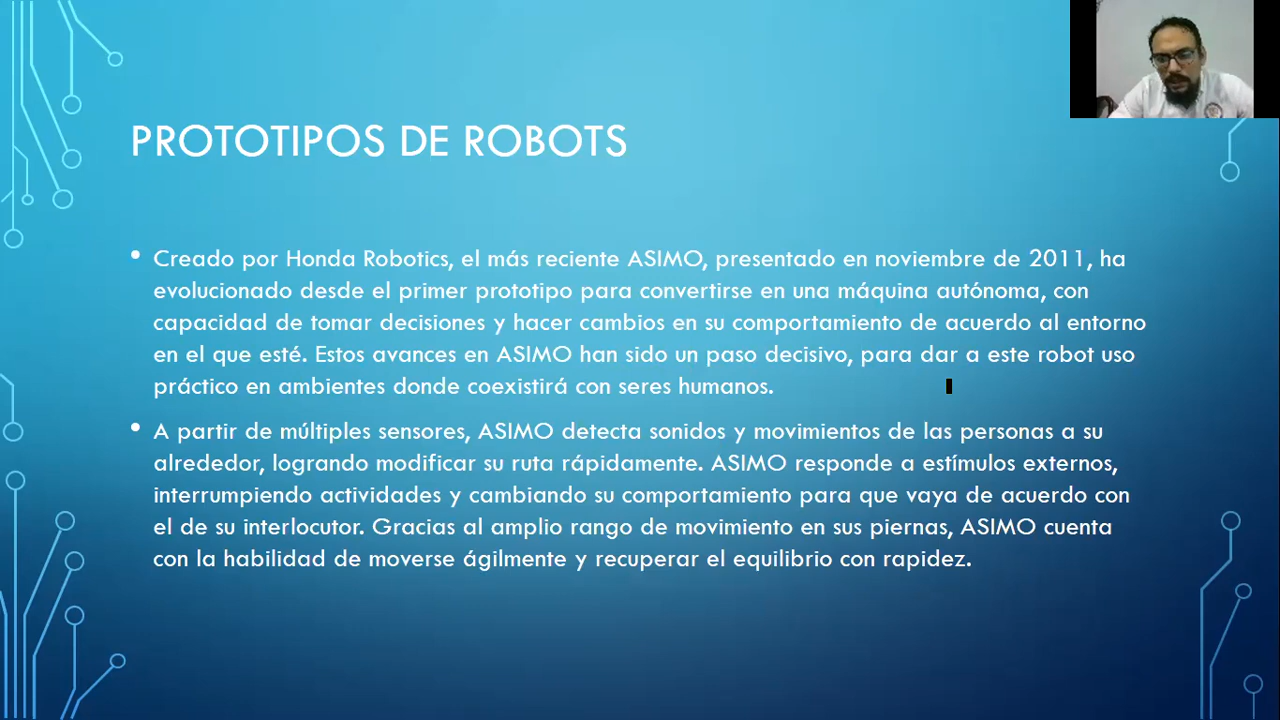 PROTOTIPOS DE ROBOTS
• Creado por Honda Robotics, el más reciente ASIMO, presentado en noviembre de 2011, ha
evolucionado desde el primer prototipo para convertirse en una máquina autónoma, con
capacidad de tomar decisiones y hacer cambios en su comportamiento de acuerdo al entorno
en el que esté. Estos avances en ASIMO han sido un paso decisivo, para dar a este robot uso
práctico en ambientes donde coexistirá con seres humanos.
• A partir de múltiples sensores, ASIMO detecta sonidos y movimientos de las personas a su
alrededor, logrando modificar su ruta rápidamente. ASIMO responde a estímulos externos,
interrumpiendo actividades y cambiando su comportamiento para que vaya de acuerdo con
el de su interlocutor. Gracias al amplio rango de movimiento en sus piernas, ASIMO cuenta
con la habilidad de moverse ágilmente y recuperar el equilibrio con rapidez.